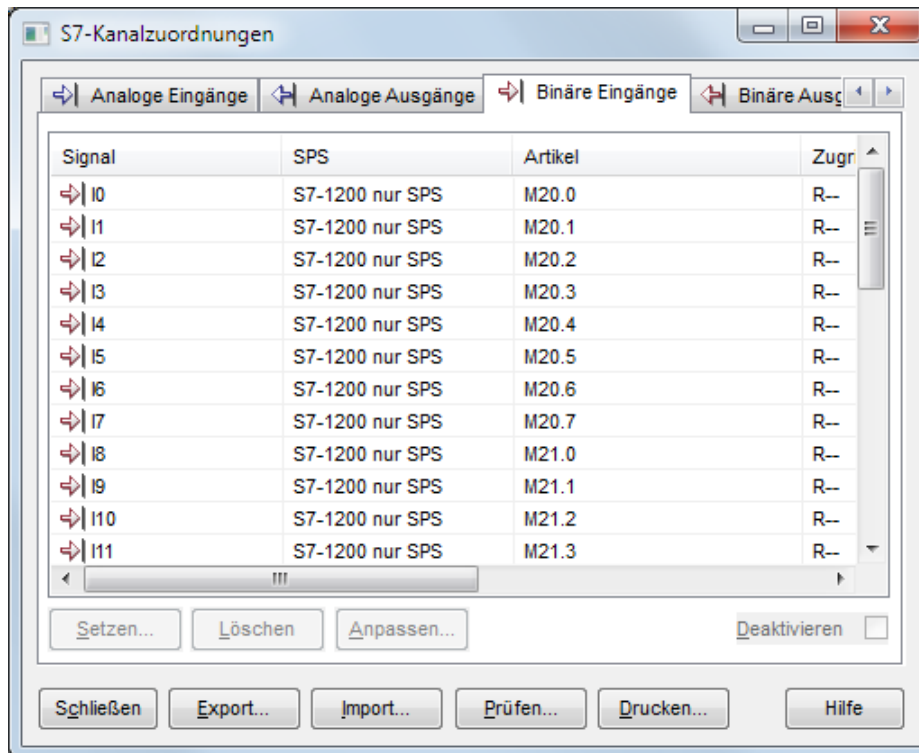 S7-Kanalzuordnungen
Analoge Eingänge Analoge Ausgänge Binäre Eingänge Binäre Ausg
Signal SPS Artikel Zugri
I0 S7-1200 nur SPS M20.0 R--
I1 S7-1200 nur SPS M20.1 R--
I2 S7-1200 nur SPS M20.2 R--
I3 S7-1200 nur SPS M20.3 R--
I4 S7-1200 nur SPS M20.4 R--
I5 S7-1200 nur SPS M20.5 R--
I6 S7-1200 nur SPS M20.6 R--
I7 S7-1200 nur SPS M20.7 R--
I8 S7-1200 nur SPS M21.0 R--
I9 S7-1200 nur SPS M21.1 R--
I10 S7-1200 nur SPS M21.2 R--
I11 S7-1200 nur SPS M21.3 R--
Setzen... Löschen Anpassen... Deaktivieren
Schließen Export... Import... Prüfen... Drucken... Hilfe